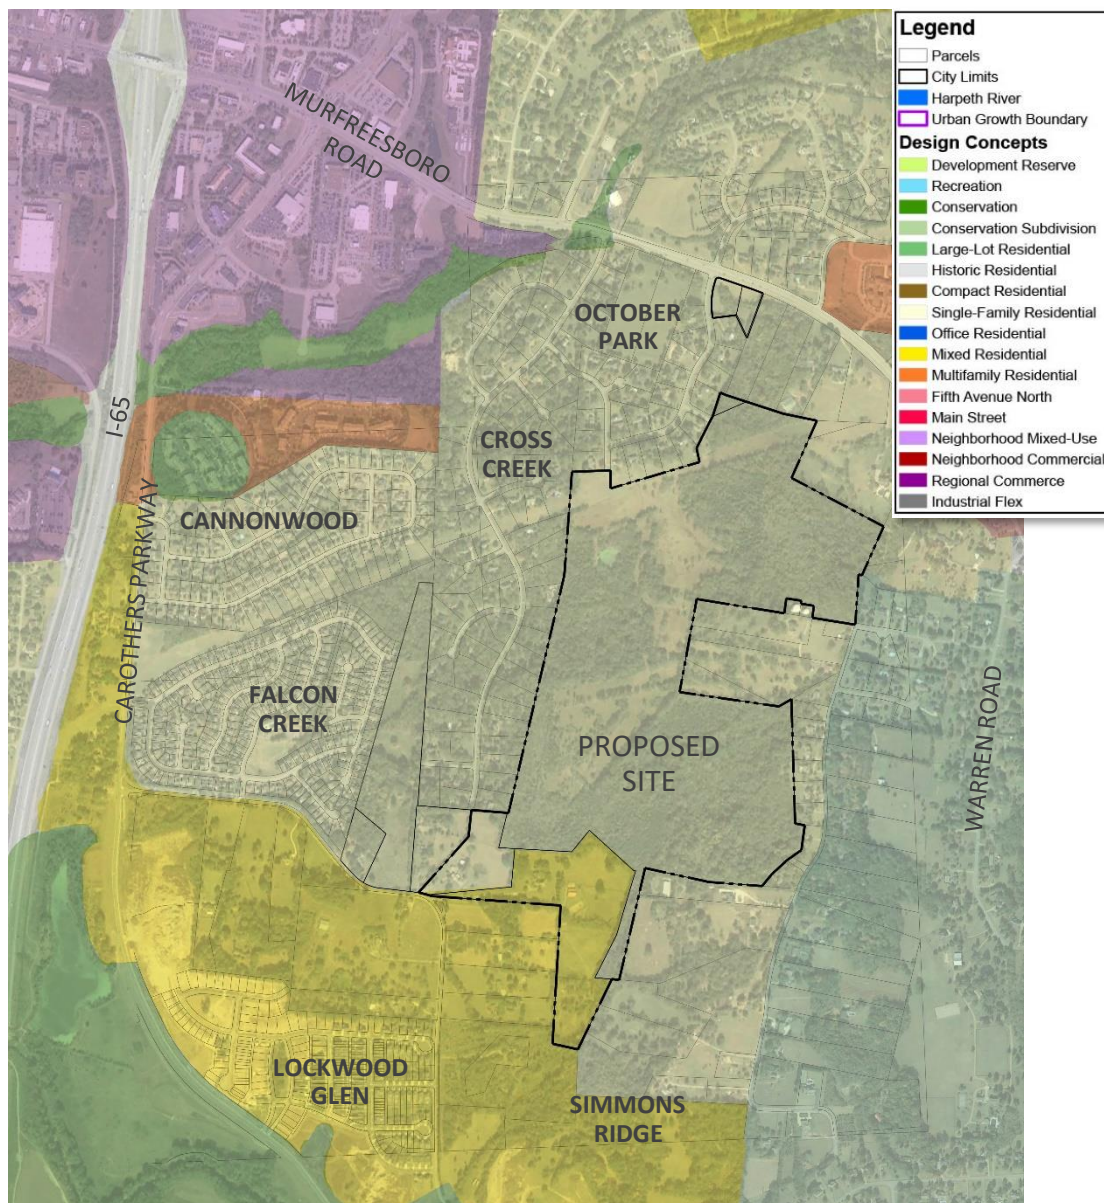 Legend
Parcels
City Limits
Harpeth River
Urban Growth Boundary
Design Concepts
Development Reserve
Recreation
Conservation
Conservation Subdivision
Large-Lot Residential
Historic Residential
Compact Residential
Single-Family Residential
Office Residential
Mixed Residential
Multifamily Residential
Fifth Avenue North
Main Street
Neighborhood Mixed-Use
Neighborhood Commercial
Regional Commerce
Industrial Flex
MURFREESBORO
ROAD
OCTOBER
PARK
I-65
CROSS
CREEK
CANNONWOOD
CAROTHERS PARKWAY
FALCON
CREEK
PROPOSED
SITE
WARREN ROAD
LOCKWOOD
GLEN
SIMMONS
RIDGE